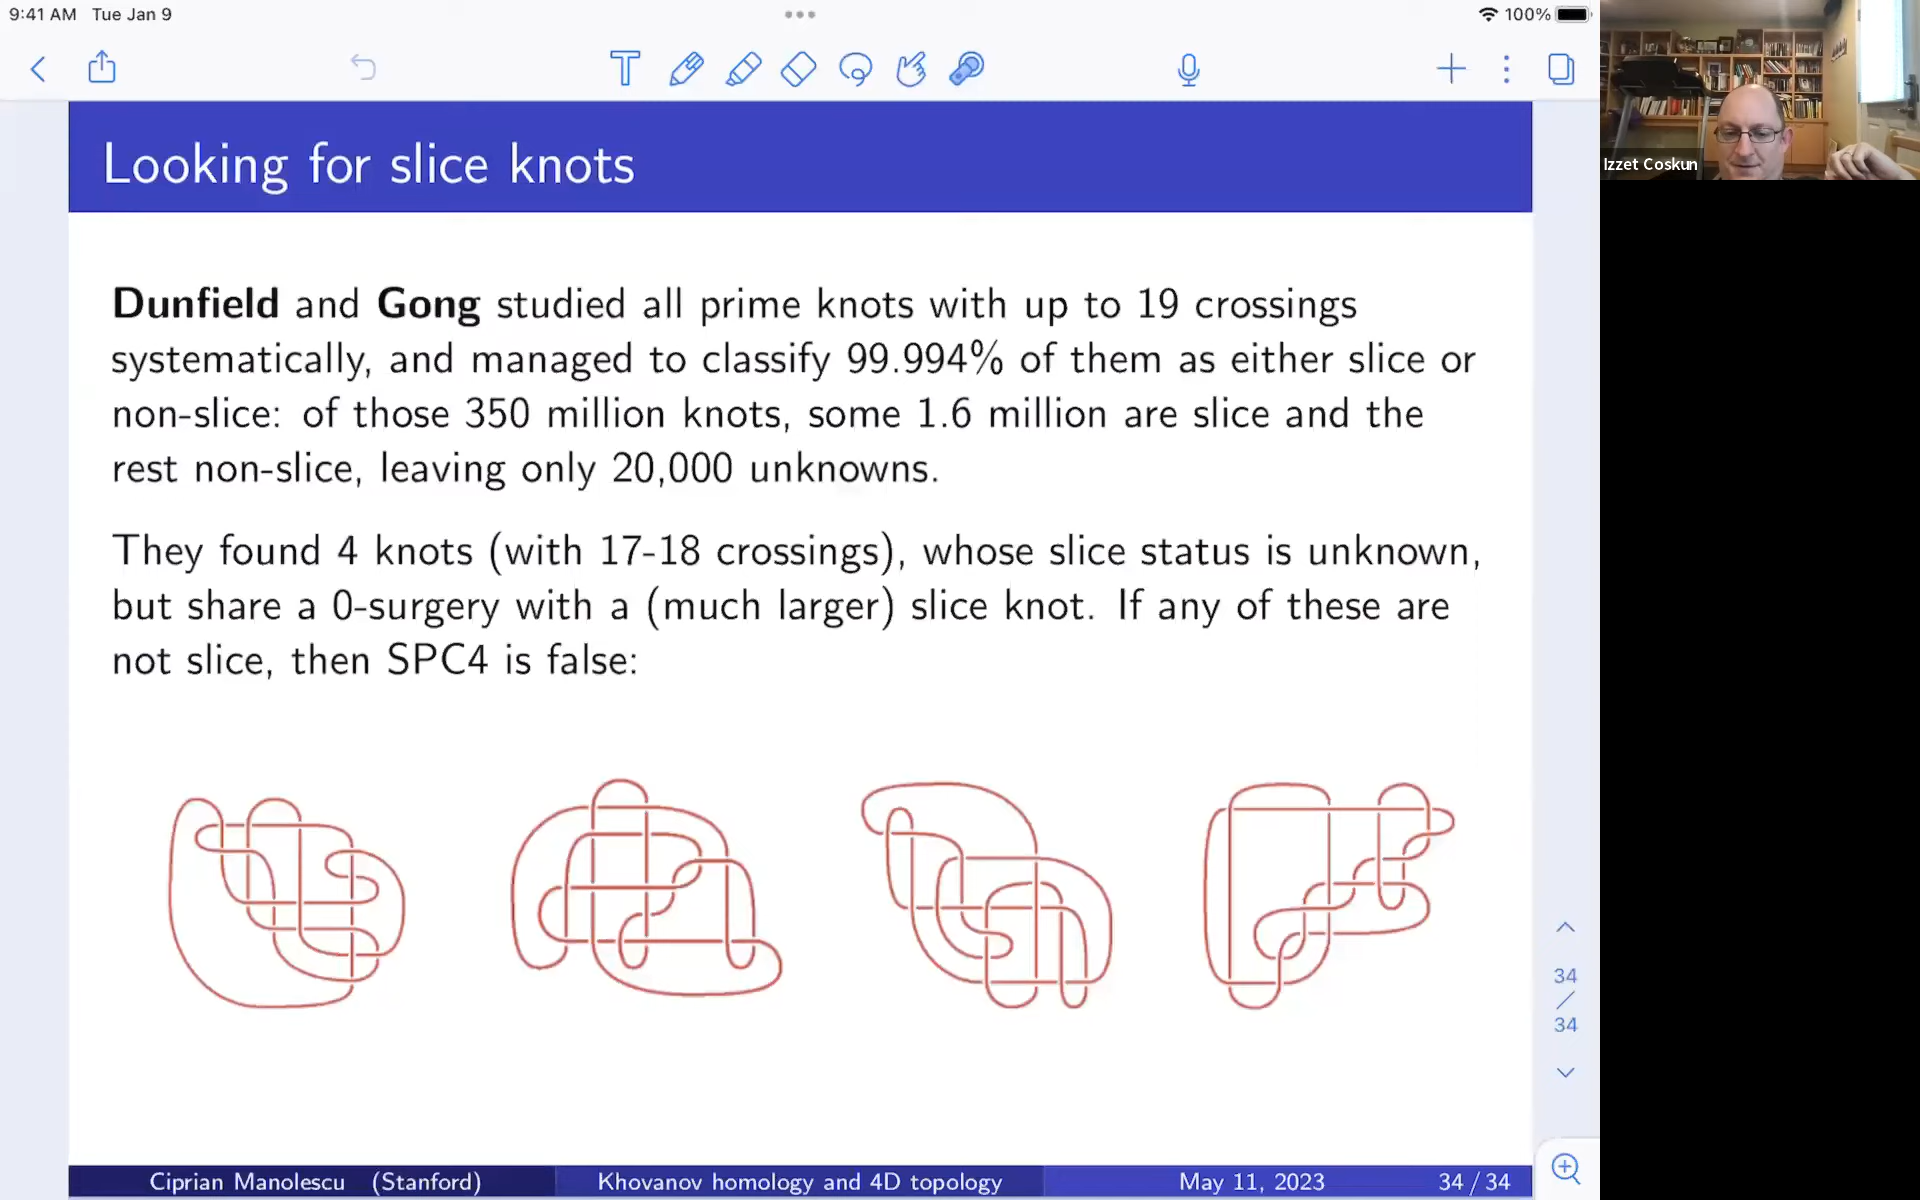 9:41 AM Tue Jan 9
100%
Izzet Coskun
Looking for slice knots
Dunfield and Gong studied all prime knots with up to 19 crossings
systematically, and managed to classify 99.994% of them as either slice or
non-slice: of those 350 million knots, some 1.6 million are slice and the
rest non-slice, leaving only 20,000 unknowns.
They found 4 knots (with 17-18 crossings), whose slice status is unknown,
but share a 0-surgery with a (much larger) slice knot. If any of these are
not slice, then SPC4 is false:
34
/
34
Ciprian Manolescu (Stanford) Khovanov homology and 4D topology May 11, 2023 34 / 34